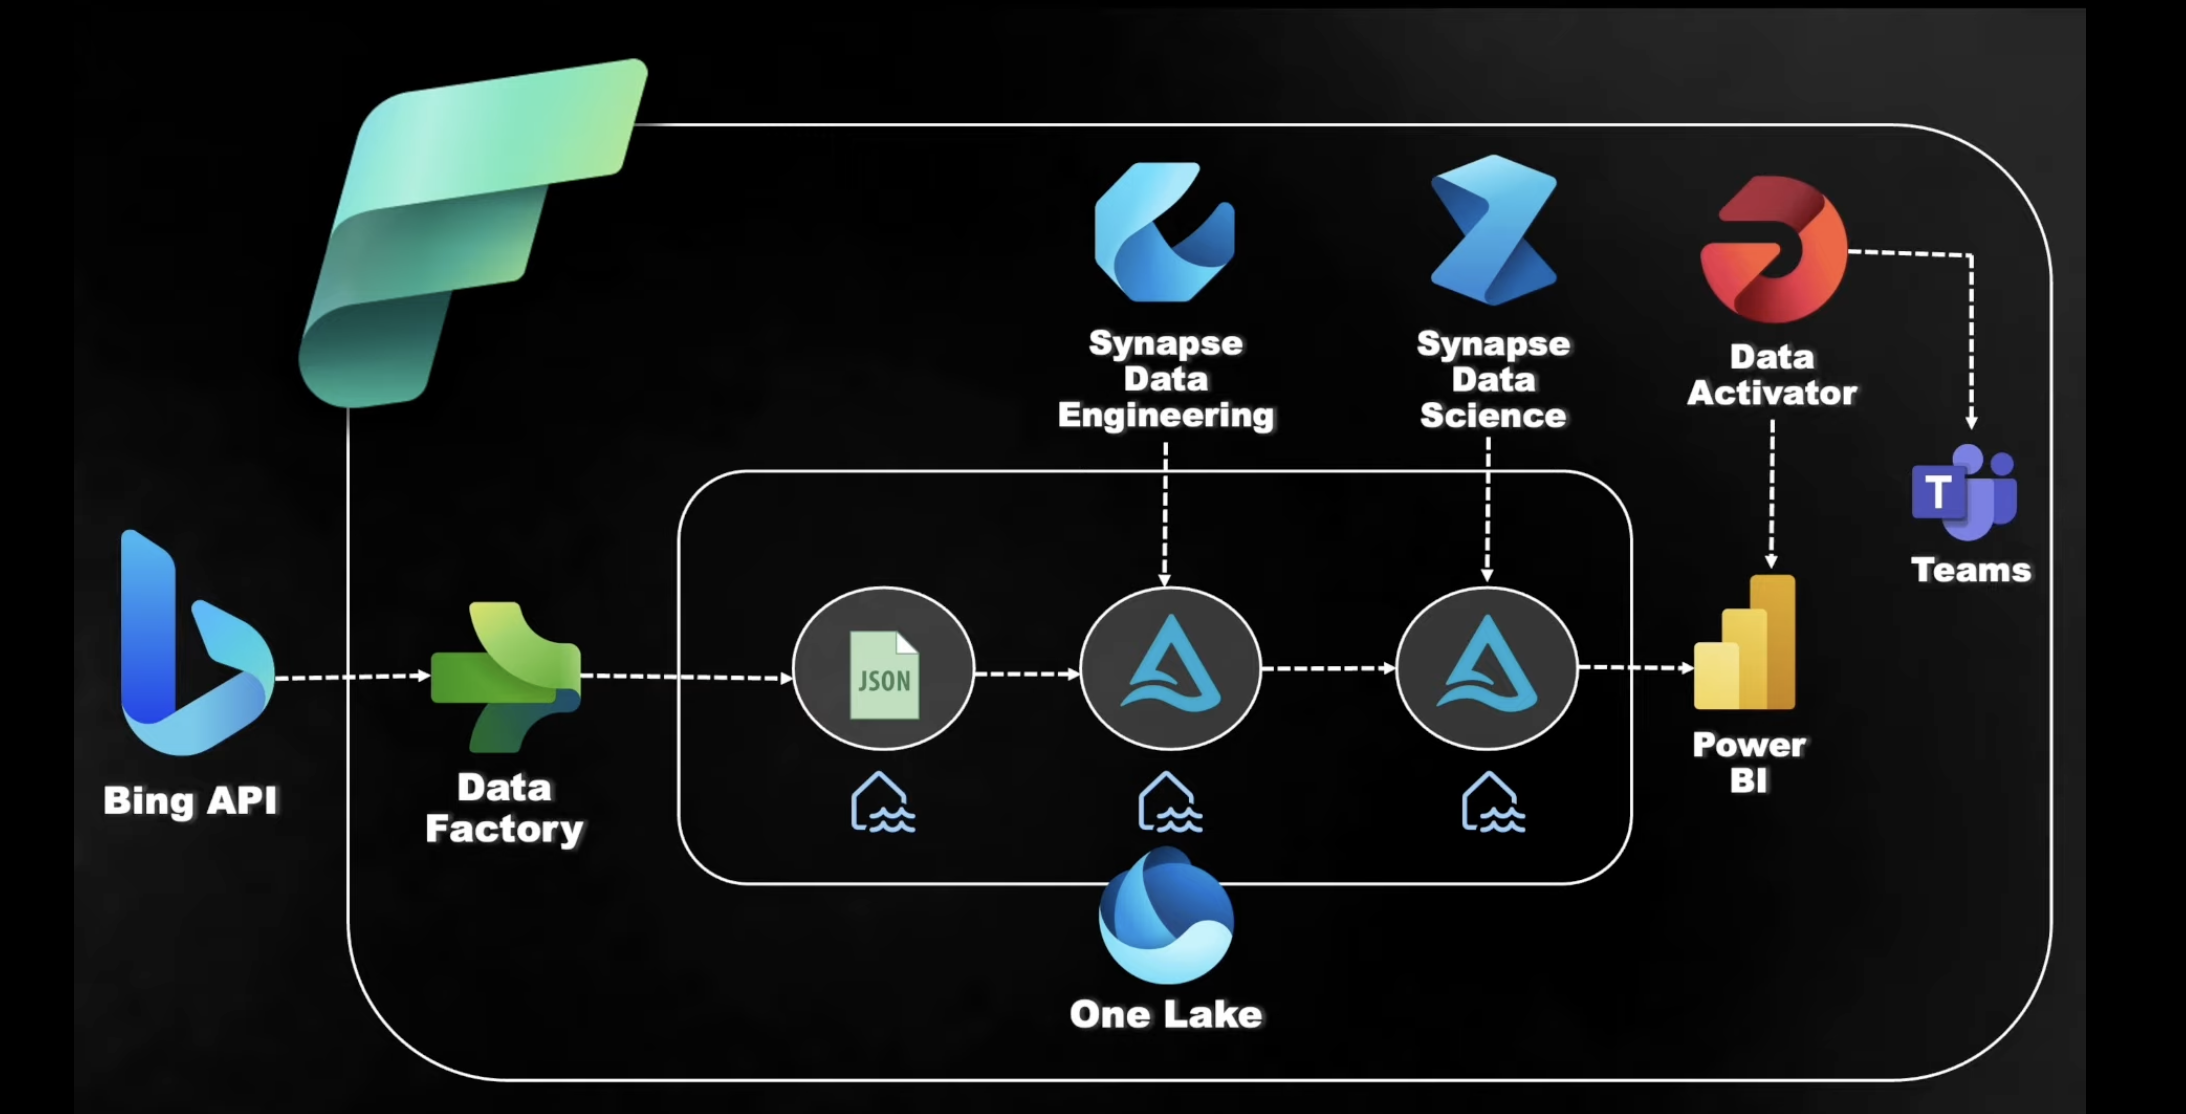 Synapse
Data
Engineering
Synapse
Data
Science
Data
Activator
T
Teams
JSON
Bing API
Data
Factory
Power
BI
One Lake